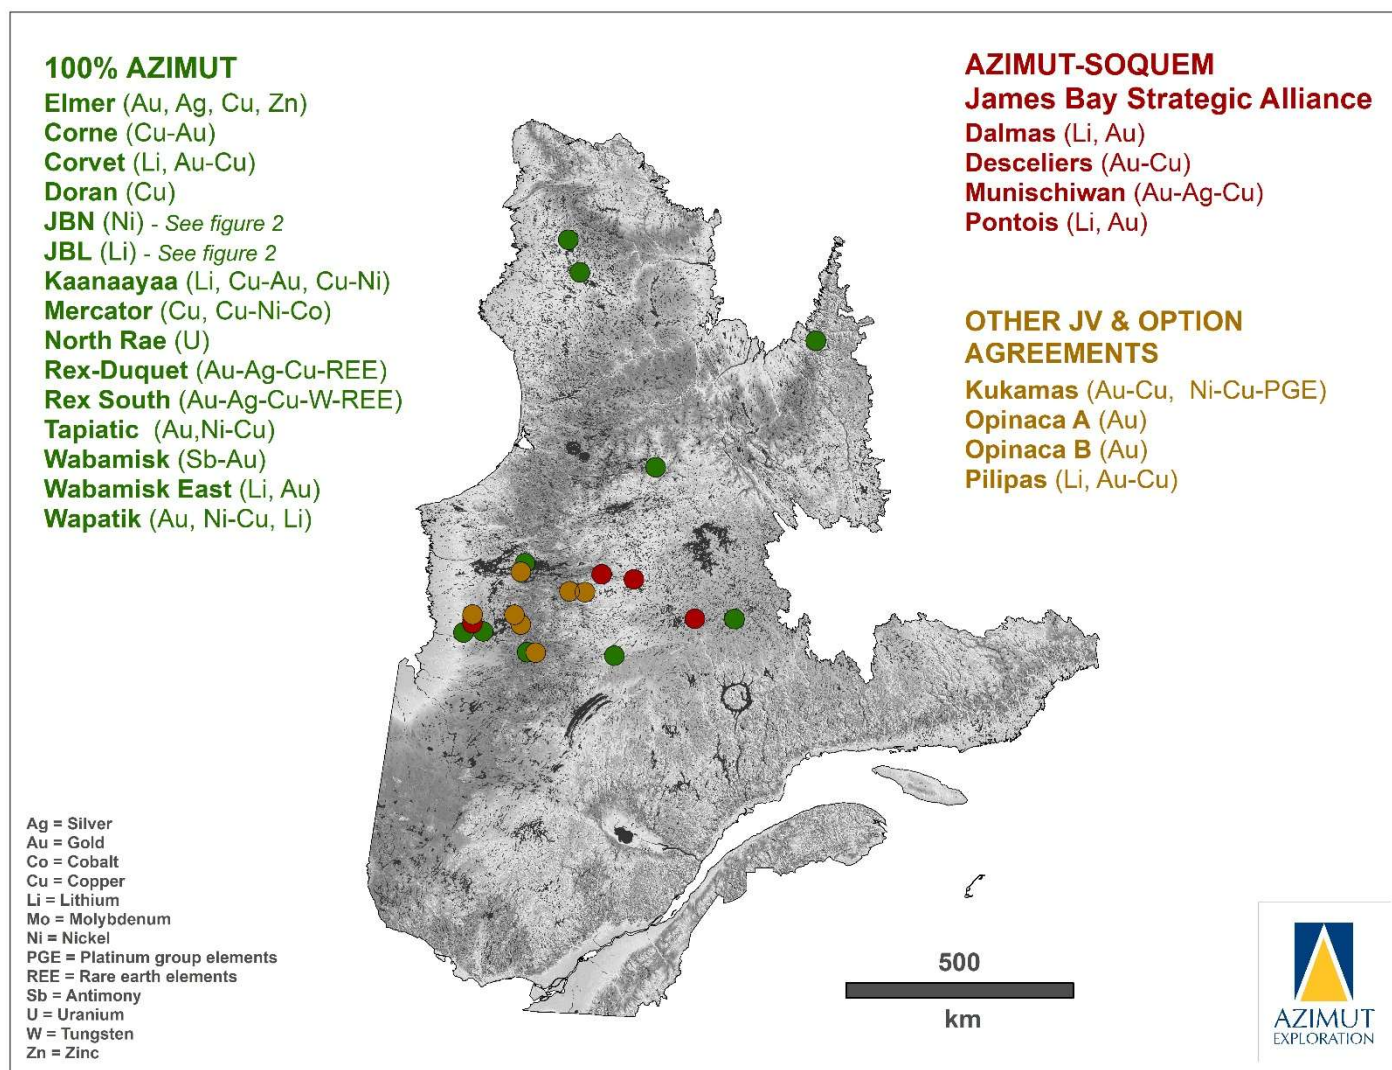 100% AZIMUT
Elmer (Au, Ag, Cu, Zn)
Corne (Cu-Au)
Corvet (Li, Au-Cu)
Doran (Cu)
JBN (Ni) - See figure 2
JBL (Li) - See figure 2
Kaanaayaa (Li, Cu-Au, Cu-Ni)
Mercator (Cu, Cu-Ni-Co)
North Rae (U)
Rex-Duquet (Au-Ag-Cu-REE)
Rex South (Au-Ag-Cu-W-REE)
Tapiatic (Au,Ni-Cu)
Wabamisk (Sb-Au)
Wabamisk East (Li, Au)
Wapatik (Au, Ni-Cu, Li)
AZIMUT-SOQUEM
James Bay Strategic Alliance
Dalmas (Li, Au)
Desceliers (Au-Cu)
Munischiwan (Au-Ag-Cu)
Pontois (Li, Au)
OTHER JV & OPTION
AGREEMENTS
Kukamas (Au-Cu, Ni-Cu-PGE)
Opinaca A (Au)
Opinaca B (Au)
Pilipas (Li, Au-Cu)
Ag = Silver
Au = Gold
Co = Cobalt
Cu = Copper
Li = Lithium
Mo = Molybdenum
Ni = Nickel
PGE = Platinum group elements
REE = Rare earth elements
Sb = Antimony
U = Uranium
W = Tungsten
Zn = Zinc
500
km
AZIMUT
EXPLORATION